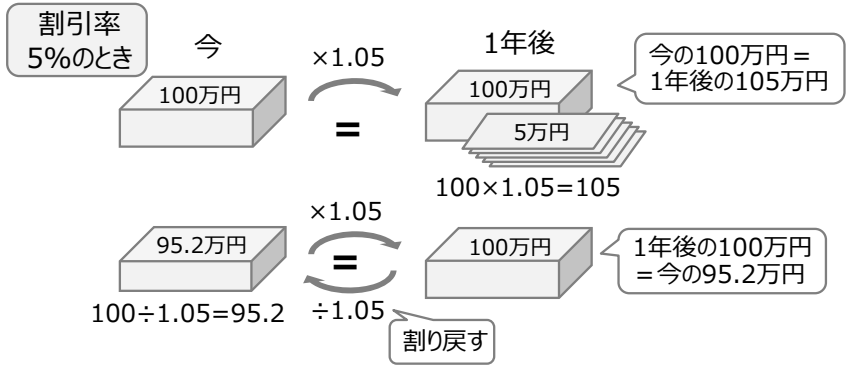 割引率
5%のとき
今
×1.05
1年後
100万円
=
100万円
5万円
100×1.05=105
今の100万円＝
1年後の105万円
×1.05
95.2万円
=
100万円
100÷1.05=95.2
÷1.05
割り戻す
1年後の100万円
＝今の95.2万円